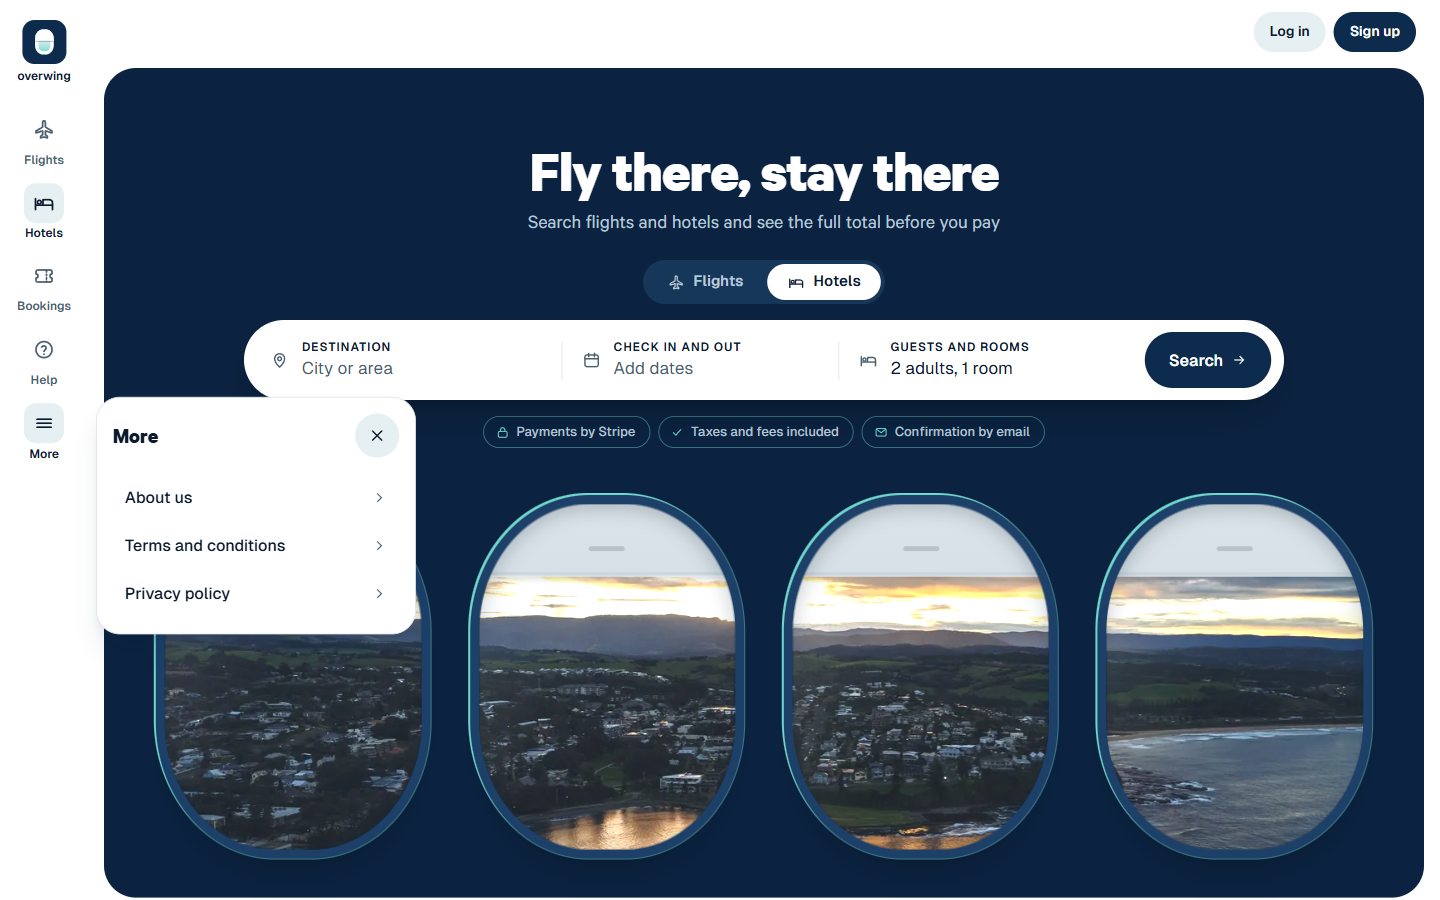 overwing
Flights
Hotels
Bookings
Help
More
Log in
Sign up
Fly there, stay there
Search flights and hotels and see the full total before you pay
Flights
Hotels
DESTINATION
City or area
CHECK IN AND OUT
Add dates
GUESTS AND ROOMS
2 adults, 1 room
Search
Payments by Stripe
Taxes and fees included
Confirmation by email
More
About us
Terms and conditions
Privacy policy